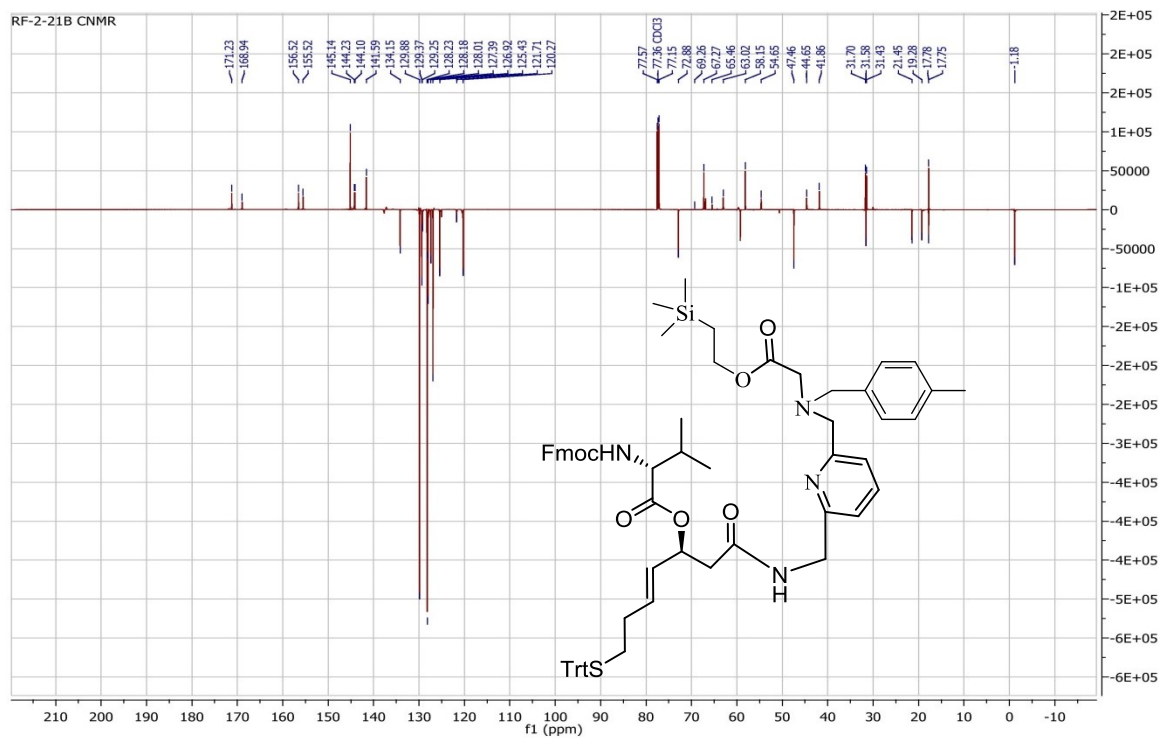 RF-2-21B CNMR
171.23
168.94
156.52
155.52
145.14
144.23
144.10
141.59
134.15
129.88
129.37
129.25
128.23
128.18
128.01
127.39
126.92
125.43
121.71
120.27
77.57
77.36 CDCl3
77.15
72.88
69.26
67.27
65.46
63.02
58.15
54.65
47.46
44.65
41.86
31.70
31.58
31.43
21.45
19.28
17.78
17.75
-1.18
2E+05
2E+05
2E+05
1E+05
50000
0
-50000
-1E+05
-2E+05
-2E+05
-2E+05
-3E+05
-4E+05
-4E+05
-4E+05
-5E+05
-6E+05
-6E+05
Si
O
O
N
FmocHN
N
O
O
O
N
H
TrtS
210 200 190 180 170 160 150 140 130 120 110 100 90 80 70 60 50 40 30 20 10 0 -10
f1 (ppm)